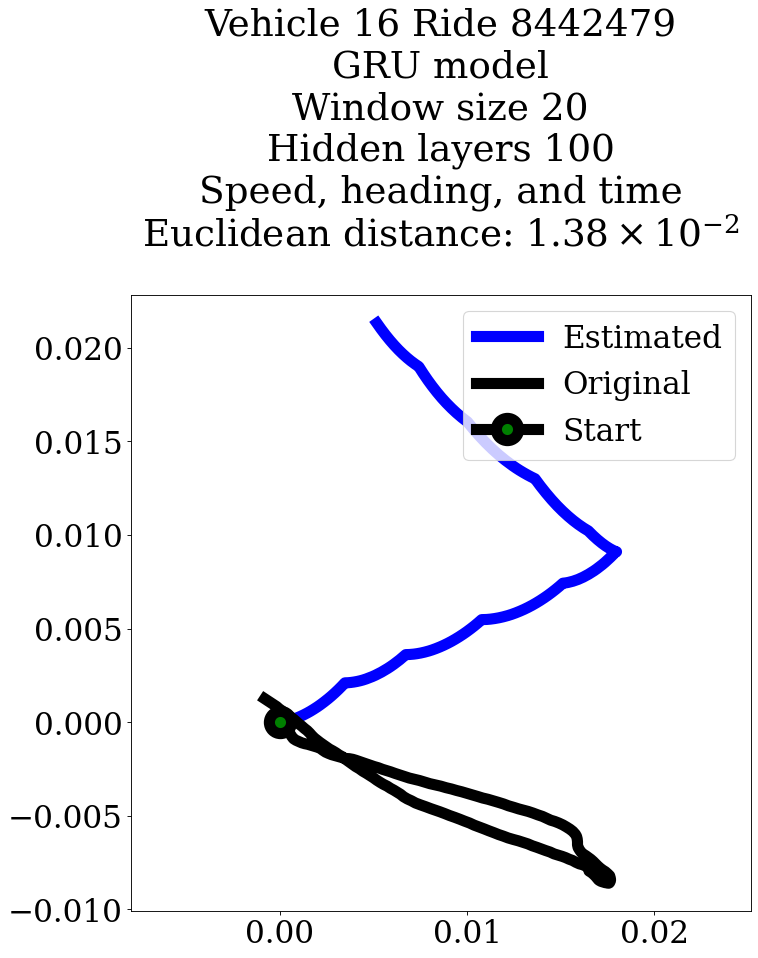 Vehicle 16 Ride 8442479
GRU model
Window size 20
Hidden layers 100
Speed, heading, and time
Euclidean distance: 1.38 × 10⁻²
Estimated
Original
Start
0.020
0.015
0.010
0.005
0.000
−0.005
−0.010
0.00 0.01 0.02